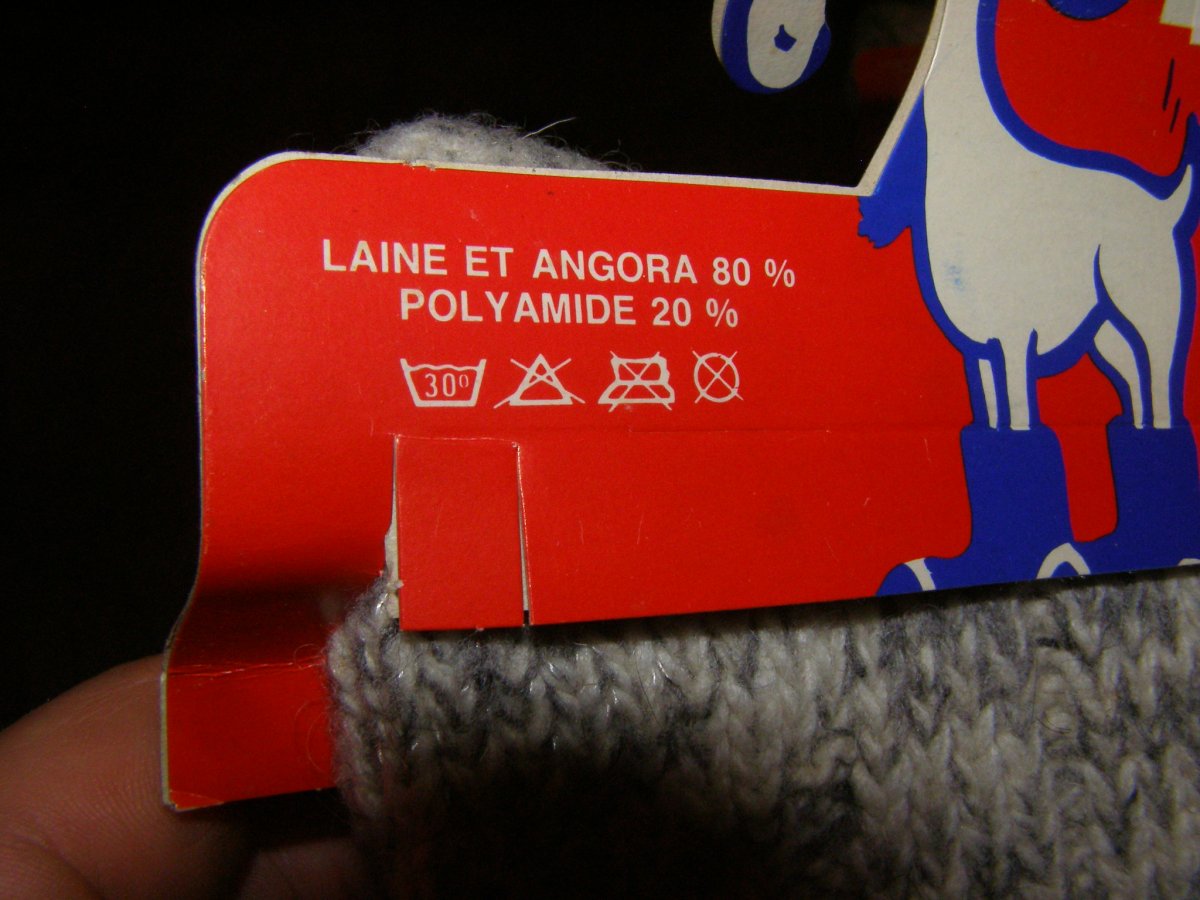 LAINE ET ANGORA 80 %
POLYAMIDE 20 %
30°